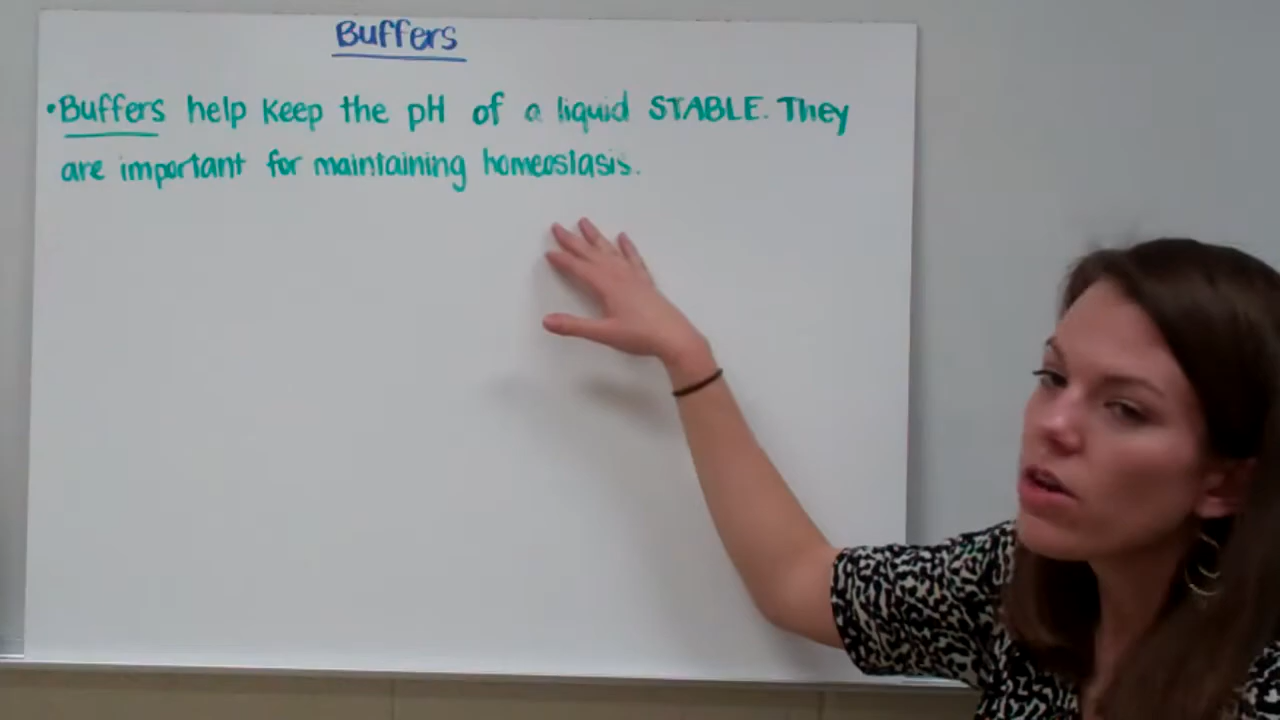 Buffers
•Buffers help keep the pH of a liquid STABLE. They
are important for maintaining homeostasis.